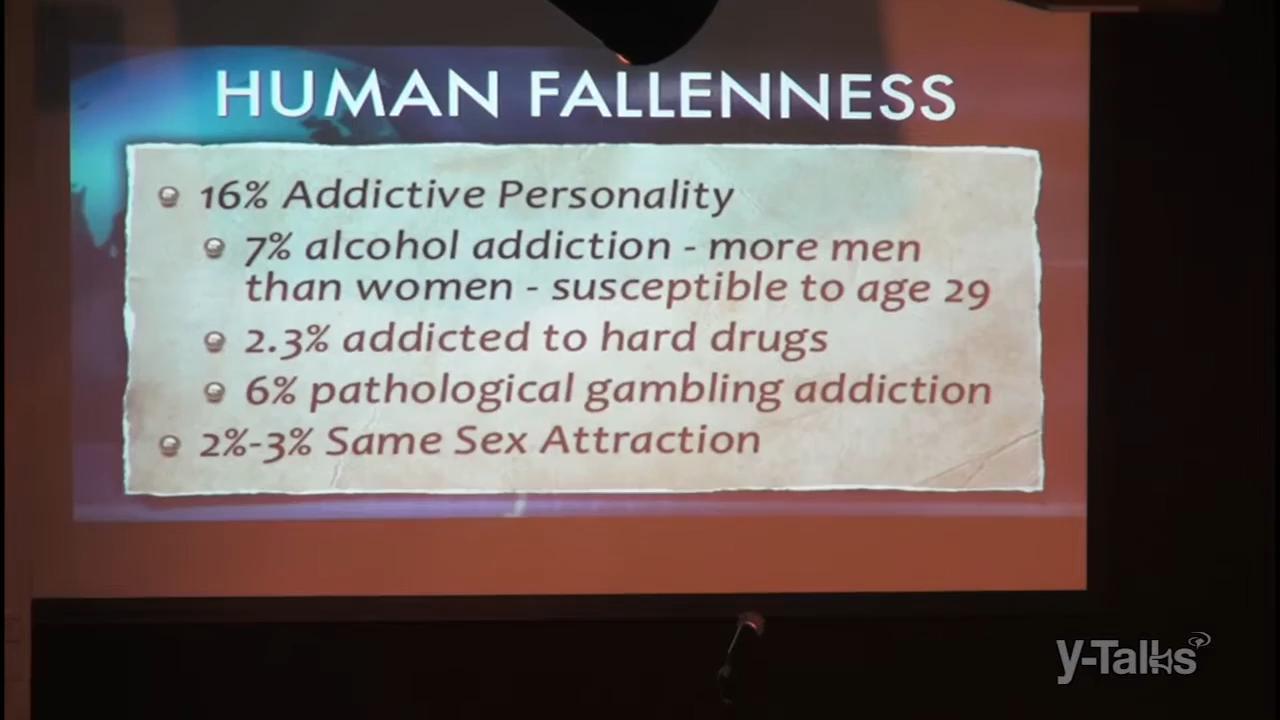 HUMAN FALLENNESS
16% Addictive Personality
7% alcohol addiction - more men
than women - susceptible to age 29
2.3% addicted to hard drugs
6% pathological gambling addiction
2%-3% Same Sex Attraction
y-Talks